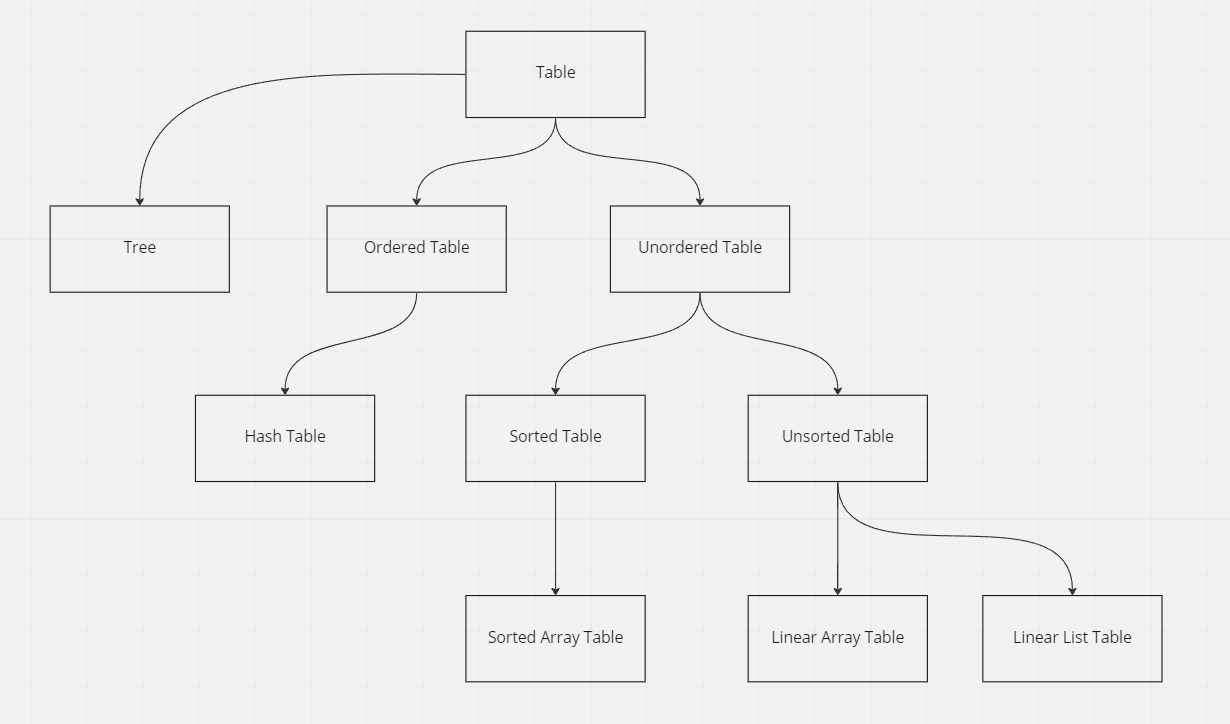 Table
Tree
Ordered Table
Unordered Table
Hash Table
Sorted Table
Unsorted Table
Sorted Array Table
Linear Array Table
Linear List Table